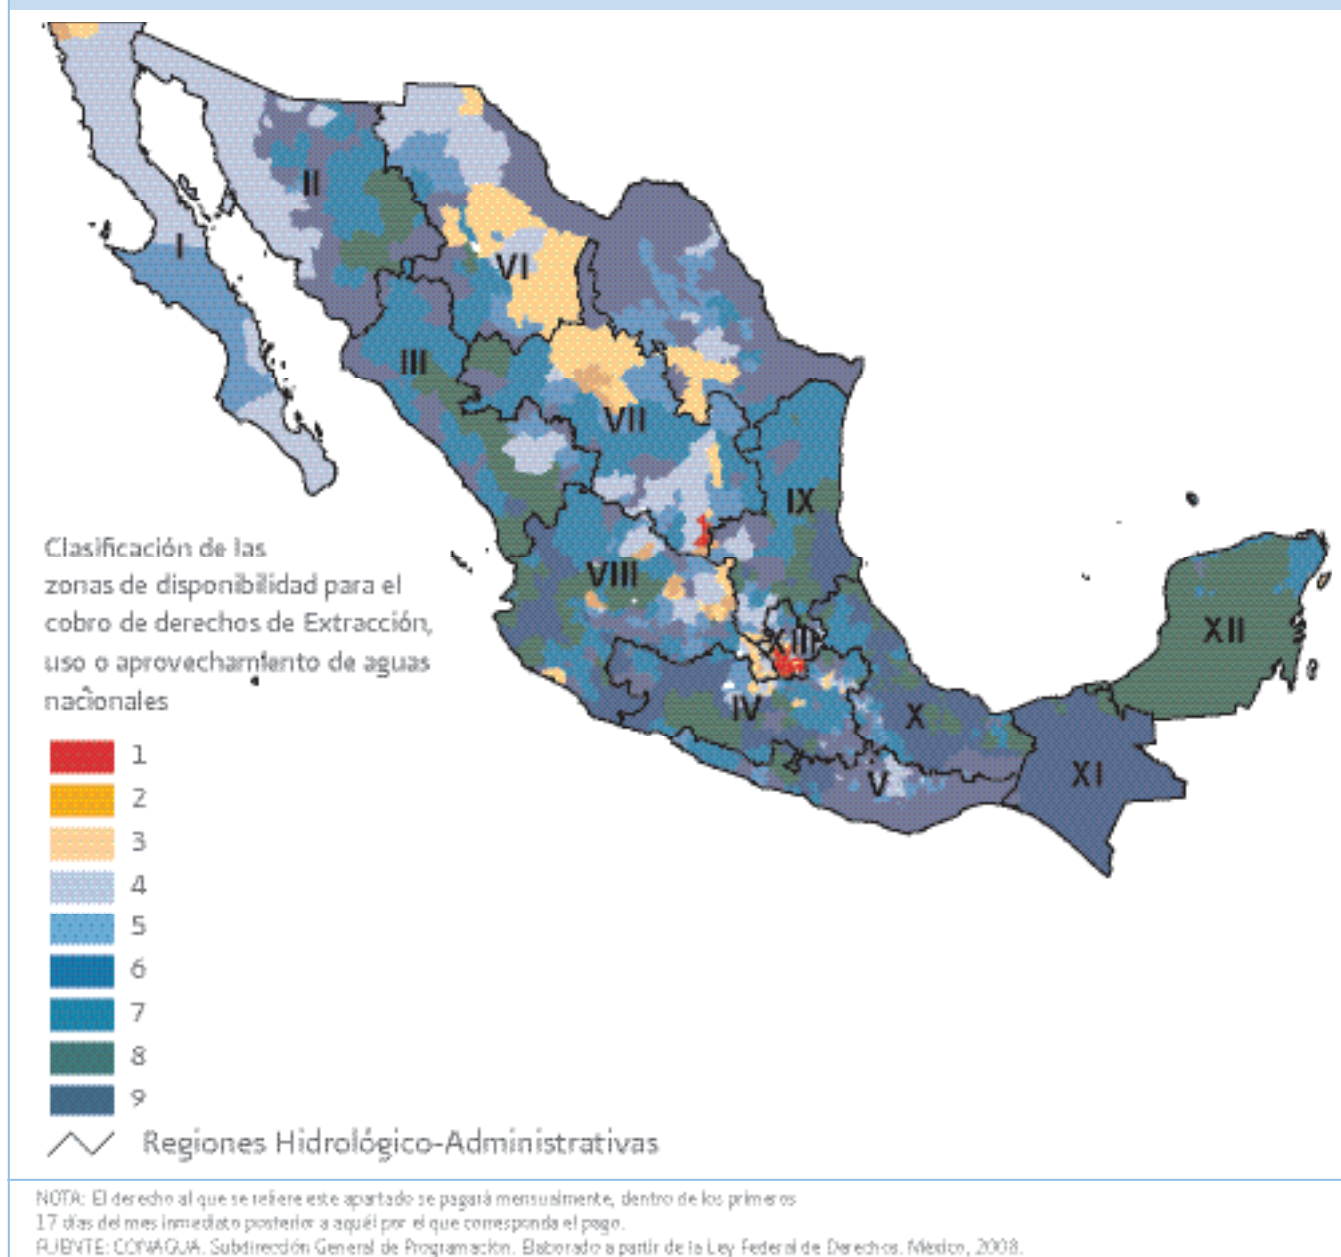 II
I
VI
III
VII
IX
Clasificación de las
zonas de disponibilidad para el
cobro de derechos de Extracción,
uso o aprovechamiento de aguas
nacionales
VIII
XII
XIII
IV
X
XI
V
1
2
3
4
5
6
7
8
9
Regiones Hidrológico-Administrativas
NOTA: El derecho al que se refiere este apartado se pagará mensualmente, dentro de los primeros
17 días del mes inmediato posterior a aquél por el que corresponda el pago.
FUENTE: CONAGUA. Subdirección General de Programación. Elaborado a partir de la Ley Federal de Derechos. México, 2008.